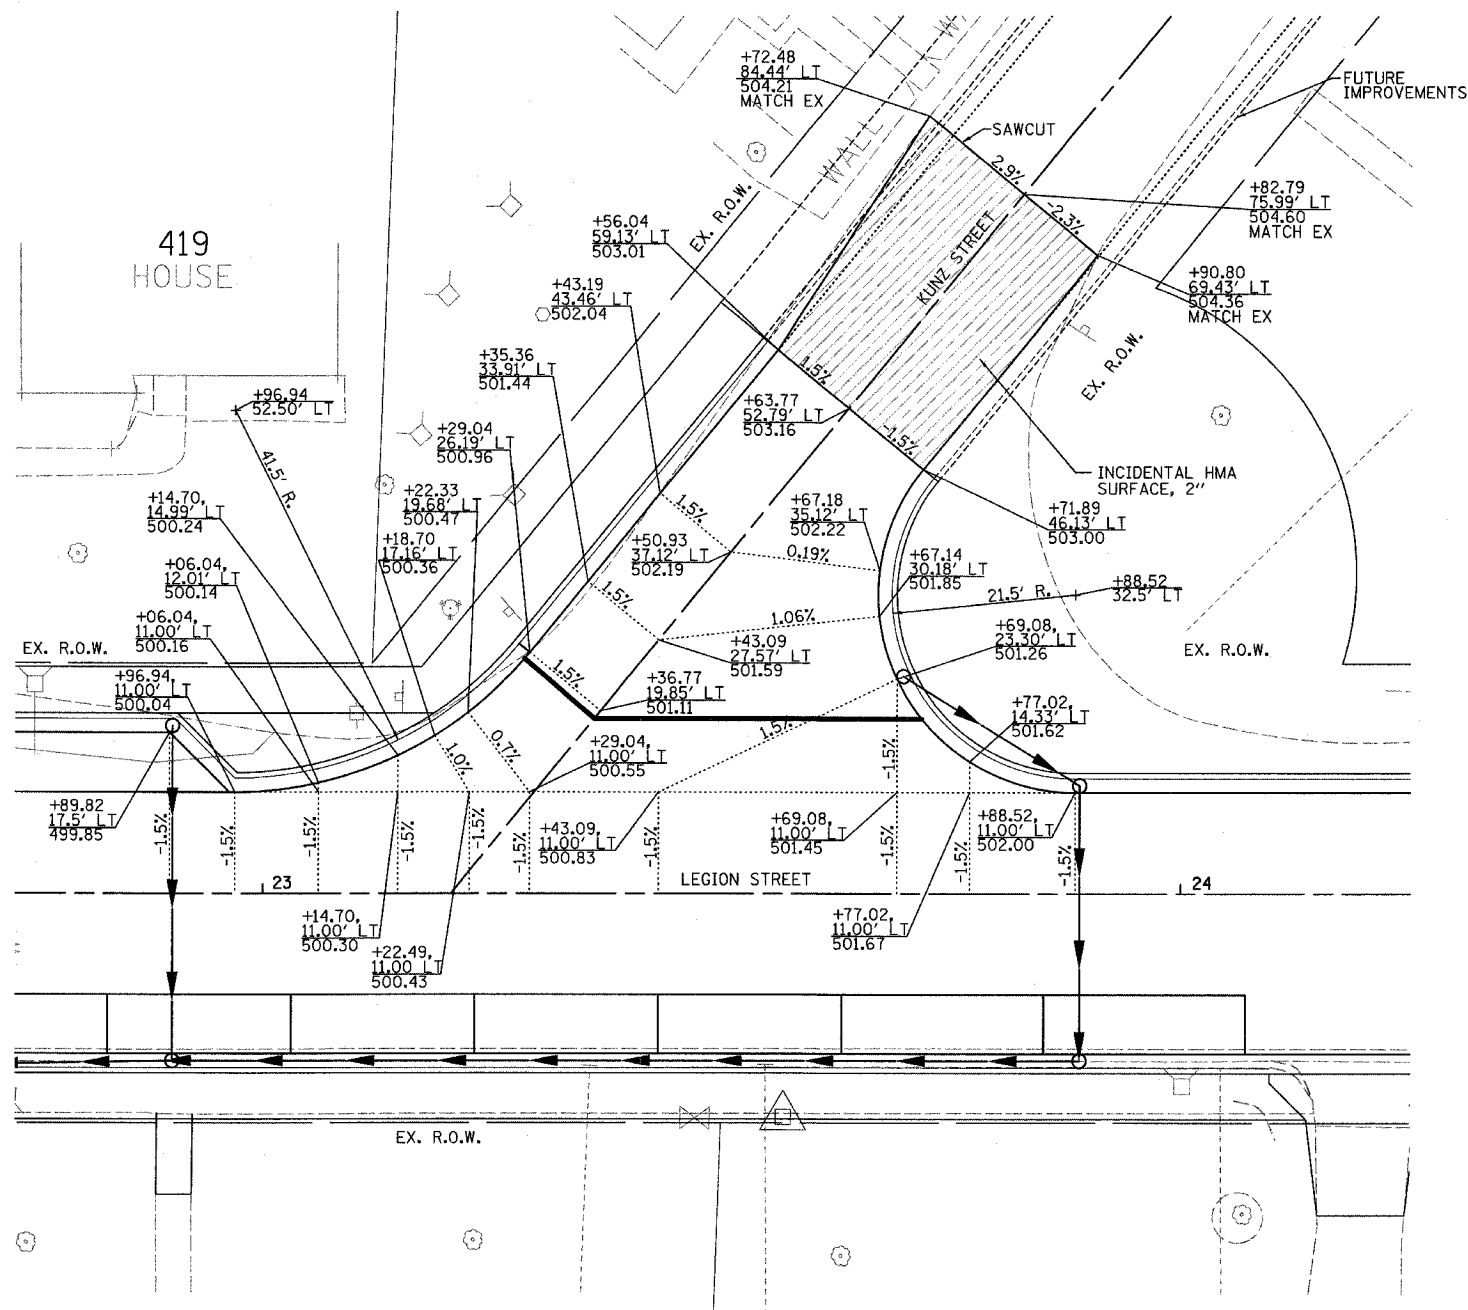 +72.48
84.44' LT
504.21
MATCH EX
FUTURE
IMPROVEMENTS
SAWCUT
WALL
2.9%
-2.3%
+82.79
75.99' LT
504.60
MATCH EX
EX. R.O.W.
KUNZ STREET
+56.04
59.13' LT
503.01
419
HOUSE
+43.19
43.46' LT
502.04
+90.80
69.43' LT
504.36
MATCH EX
EX. R.O.W.
+35.36
33.91' LT
501.44
1.5%
+96.94
52.50' LT
+63.77
52.79' LT
503.16
-1.5%
+29.04
26.19' LT
500.96
41.5' R.
INCIDENTAL HMA
SURFACE, 2"
+14.70,
14.99' LT
500.24
+22.33
19.68' LT
500.47
1.5%
+67.18
35.12' LT
502.22
+71.89
46.13' LT
503.00
+18.70
17.16' LT
500.36
+50.93
37.12' LT
502.19
0.19%
+67.14
30.18' LT
501.85
+06.04,
12.01' LT
500.14
1.5%
21.5' R.
+88.52
32.5' LT
1.06%
+06.04,
11.00' LT
500.16
+69.08,
23.30' LT
501.26
EX. R.O.W.
EX. R.O.W.
+43.09
27.57' LT
501.59
1.5%
+96.94,
11.00' LT
500.04
+36.77
19.85' LT
501.11
+77.02,
14.33' LT
501.62
1.0%
0.7%
1.5%
+29.04,
11.00' LT
500.55
-1.5%
+89.82
17.5' LT
499.85
+43.09,
11.00' LT
500.83
+69.08,
11.00' LT
501.45
+88.52,
11.00' LT
502.00
-1.5%
-1.5%
-1.5%
-1.5%
-1.5%
-1.5%
-1.5%
-1.5%
-1.5%
-1.5%
23
LEGION STREET
24
+14.70,
11.00' LT
500.30
+77.02,
11.00' LT
501.67
+22.49,
11.00 LT
500.43
EX. R.O.W.